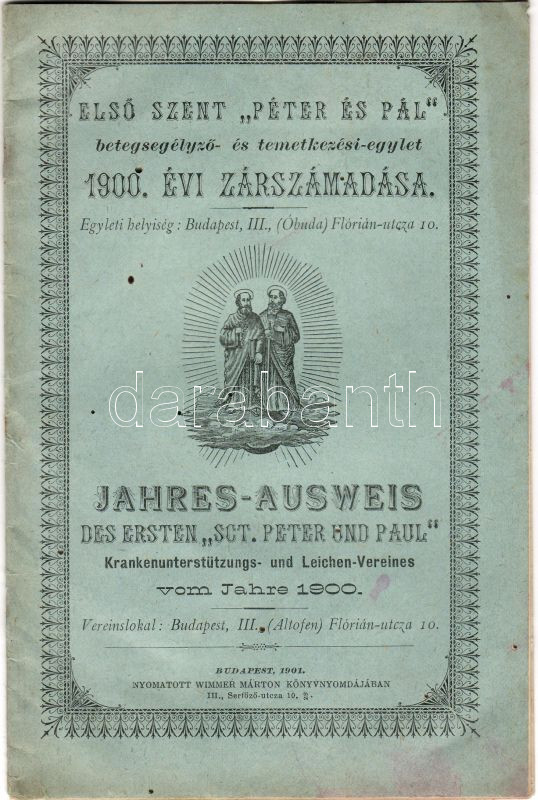 ELSŐ SZENT „PÉTER ÉS PÁL“
betegsegélyző- és temetkezési-egylet
1900. ÉVI ZÁRSZÁMADÁSA.
Egyleti helyiség: Budapest, III., (Óbuda) Flórián-utcza 10.
darabanth
JAHRES-AUSWEIS
DES ERSTEN „SCT. PETER UND PAUL“
Krankenunterstützungs- und Leichen-Vereines
vom Jahre 1900.
Vereinslokal: Budapest, III., (Altofen) Flórián-utcza 10.
BUDAPEST, 1901.
NYOMATOTT WIMMER MÁRTON KÖNYVNYOMDÁJÁBAN
III., Serfőző-utcza 10,